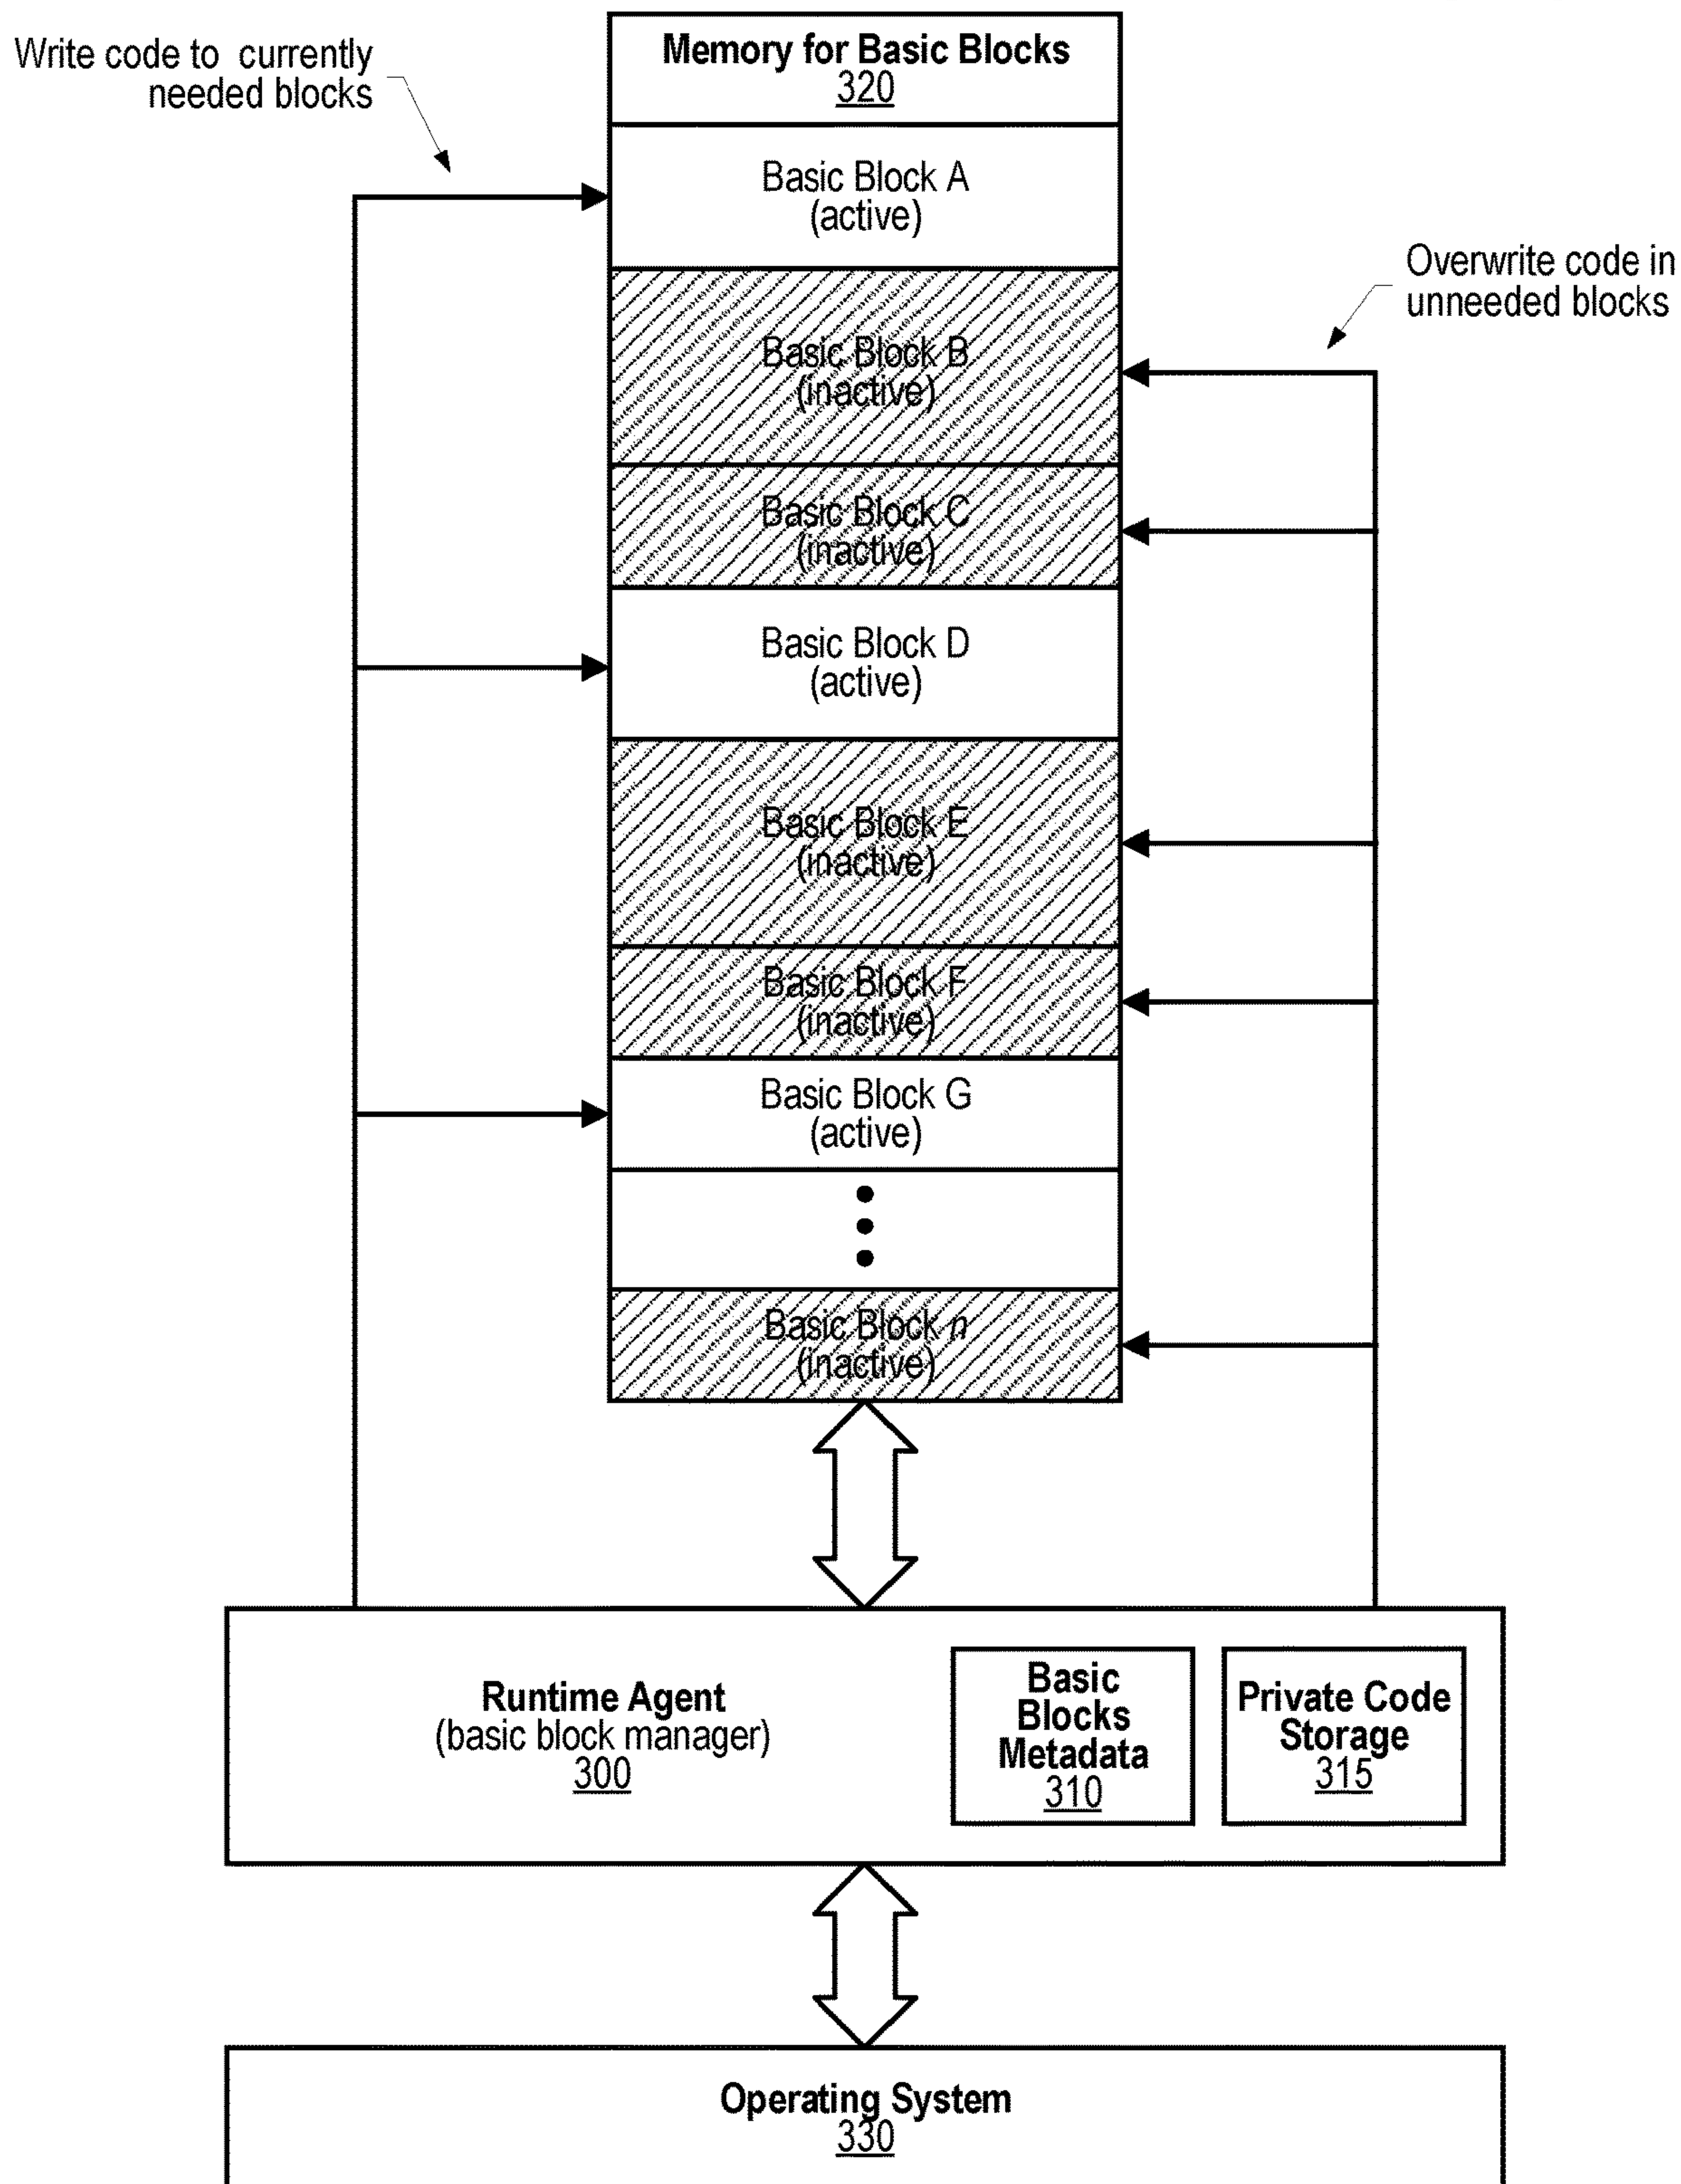 Write code to currently
needed blocks
Memory for Basic Blocks
320
Basic Block A
(active)
Overwrite code in
unneeded blocks
Basic Block B
(inactive)
Basic Block C
(inactive)
Basic Block D
(active)
Basic Block E
(inactive)
Basic Block F
(inactive)
Basic Block G
(active)
Basic Block n
(inactive)
Runtime Agent
(basic block manager)
300
Basic
Blocks
Metadata
310
Private Code
Storage
315
Operating System
330